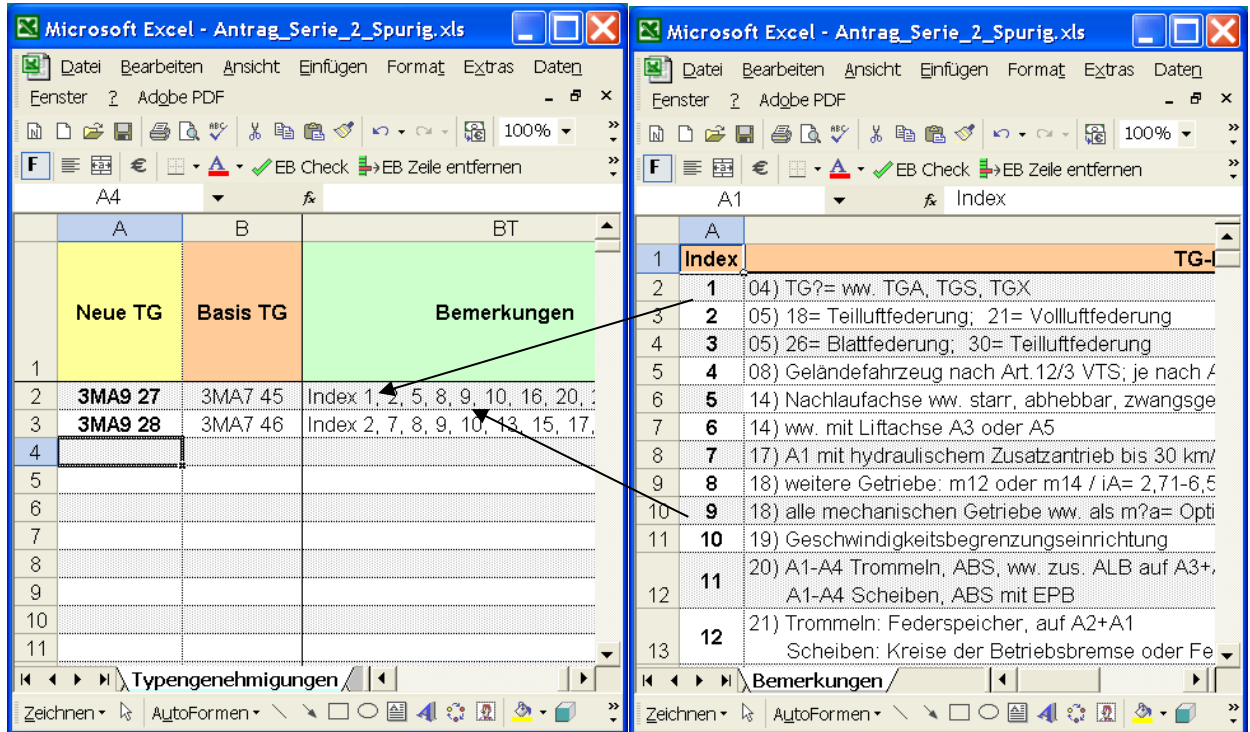 Microsoft Excel - Antrag_Serie_2_Spurig.xls
Datei Bearbeiten Ansicht Einfügen Format Extras Daten
Fenster ? Adobe PDF
100%
F € A EB Check EB Zeile entfernen
A4 fx
A B BT
1 Neue TG Basis TG Bemerkungen
2 3MA9 27 3MA7 45 Index 1, 2, 5, 8, 9, 10, 16, 20,
3 3MA9 28 3MA7 46 Index 2, 7, 8, 9, 10, 13, 15, 17,
4
5
6
7
8
9
10
11
Typengenehmigungen
Zeichnen AutoFormen
Microsoft Excel - Antrag_Serie_2_Spurig.xls
Datei Bearbeiten Ansicht Einfügen Format Extras Daten
Fenster ? Adobe PDF
100%
F € A EB Check EB Zeile entfernen
A1 fx Index
A
1 Index TG-
2 1 04) TG?= ww. TGA, TGS, TGX
3 2 05) 18= Teilluftfederung; 21= Vollluftfederung
4 3 05) 26= Blattfederung; 30= Teilluftfederung
5 4 08) Geländefahrzeug nach Art.12/3 VTS; je nach
6 5 14) Nachlaufachse ww. starr, abhebbar, zwangsge
7 6 14) ww. mit Liftachse A3 oder A5
8 7 17) A1 mit hydraulischem Zusatzantrieb bis 30 km/
9 8 18) weitere Getriebe: m12 oder m14 / iA= 2,71-6,5
10 9 18) alle mechanischen Getriebe ww. als m?a= Opti
11 10 19) Geschwindigkeitsbegrenzungseinrichtung
12 11 20) A1-A4 Trommeln, ABS, ww. zus. ALB auf A3+
A1-A4 Scheiben, ABS mit EPB
13 12 21) Trommeln: Federspeicher, auf A2+A1
Scheiben: Kreise der Betriebsbremse oder Fe
Bemerkungen
Zeichnen AutoFormen